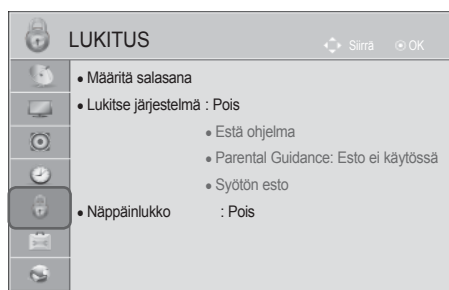 LUKITUS
Siirrä ⊙ OK
● Määritä salasana
● Lukitse järjestelmä : Pois
● Estä ohjelma
● Parental Guidance: Esto ei käytössä
● Syötön esto
● Näppäinlukko : Pois